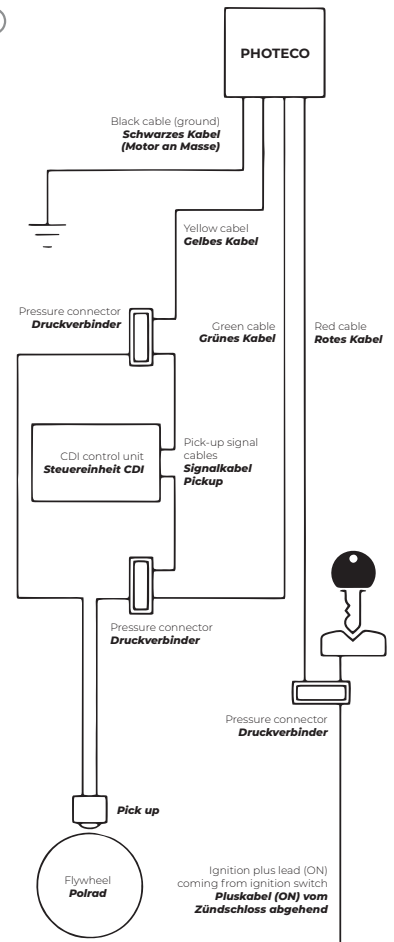 PHOTECO
Black cable (ground)
Schwarzes Kabel
(Motor an Masse)
Yellow cabel
Gelbes Kabel
Pressure connector
Druckverbinder
Green cable
Grünes Kabel
Red cable
Rotes Kabel
CDI control unit
Steuereinheit CDI
Pick-up signal
cables
Signalkabel
Pickup
Pressure connector
Druckverbinder
Pressure connector
Druckverbinder
Pick up
Flywheel
Polrad
Ignition plus lead (ON)
coming from ignition switch
Pluskabel (ON) vom
Zündschloss abgehend